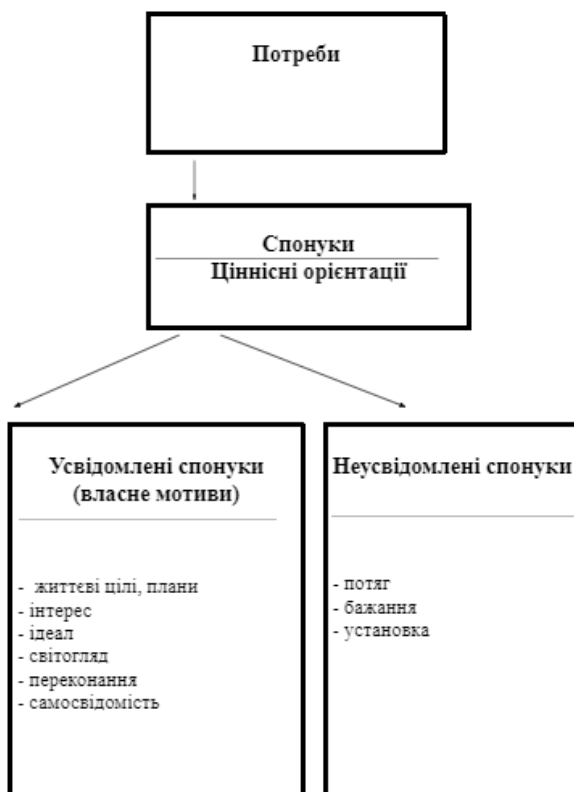 Потреби
Спонуки
Ціннісні орієнтації
Усвідомлені спонуки
(власне мотиви)
- життєві цілі, плани
- інтерес
- ідеал
- світогляд
- переконання
- самосвідомість
Неусвідомлені спонуки
- потяг
- бажання
- установка